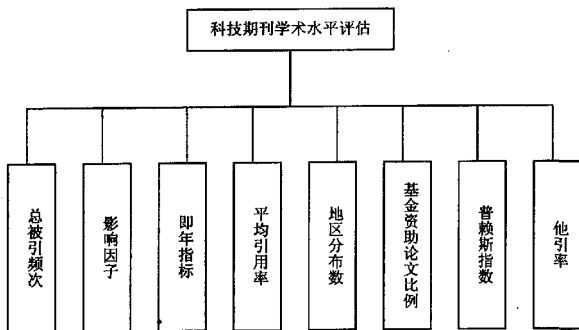 科技期刊学术水平评估
总被引频次
影响因子
即年指标
平均引用率
地区分布数
基金资助论文比例
普赖斯指数
他引率